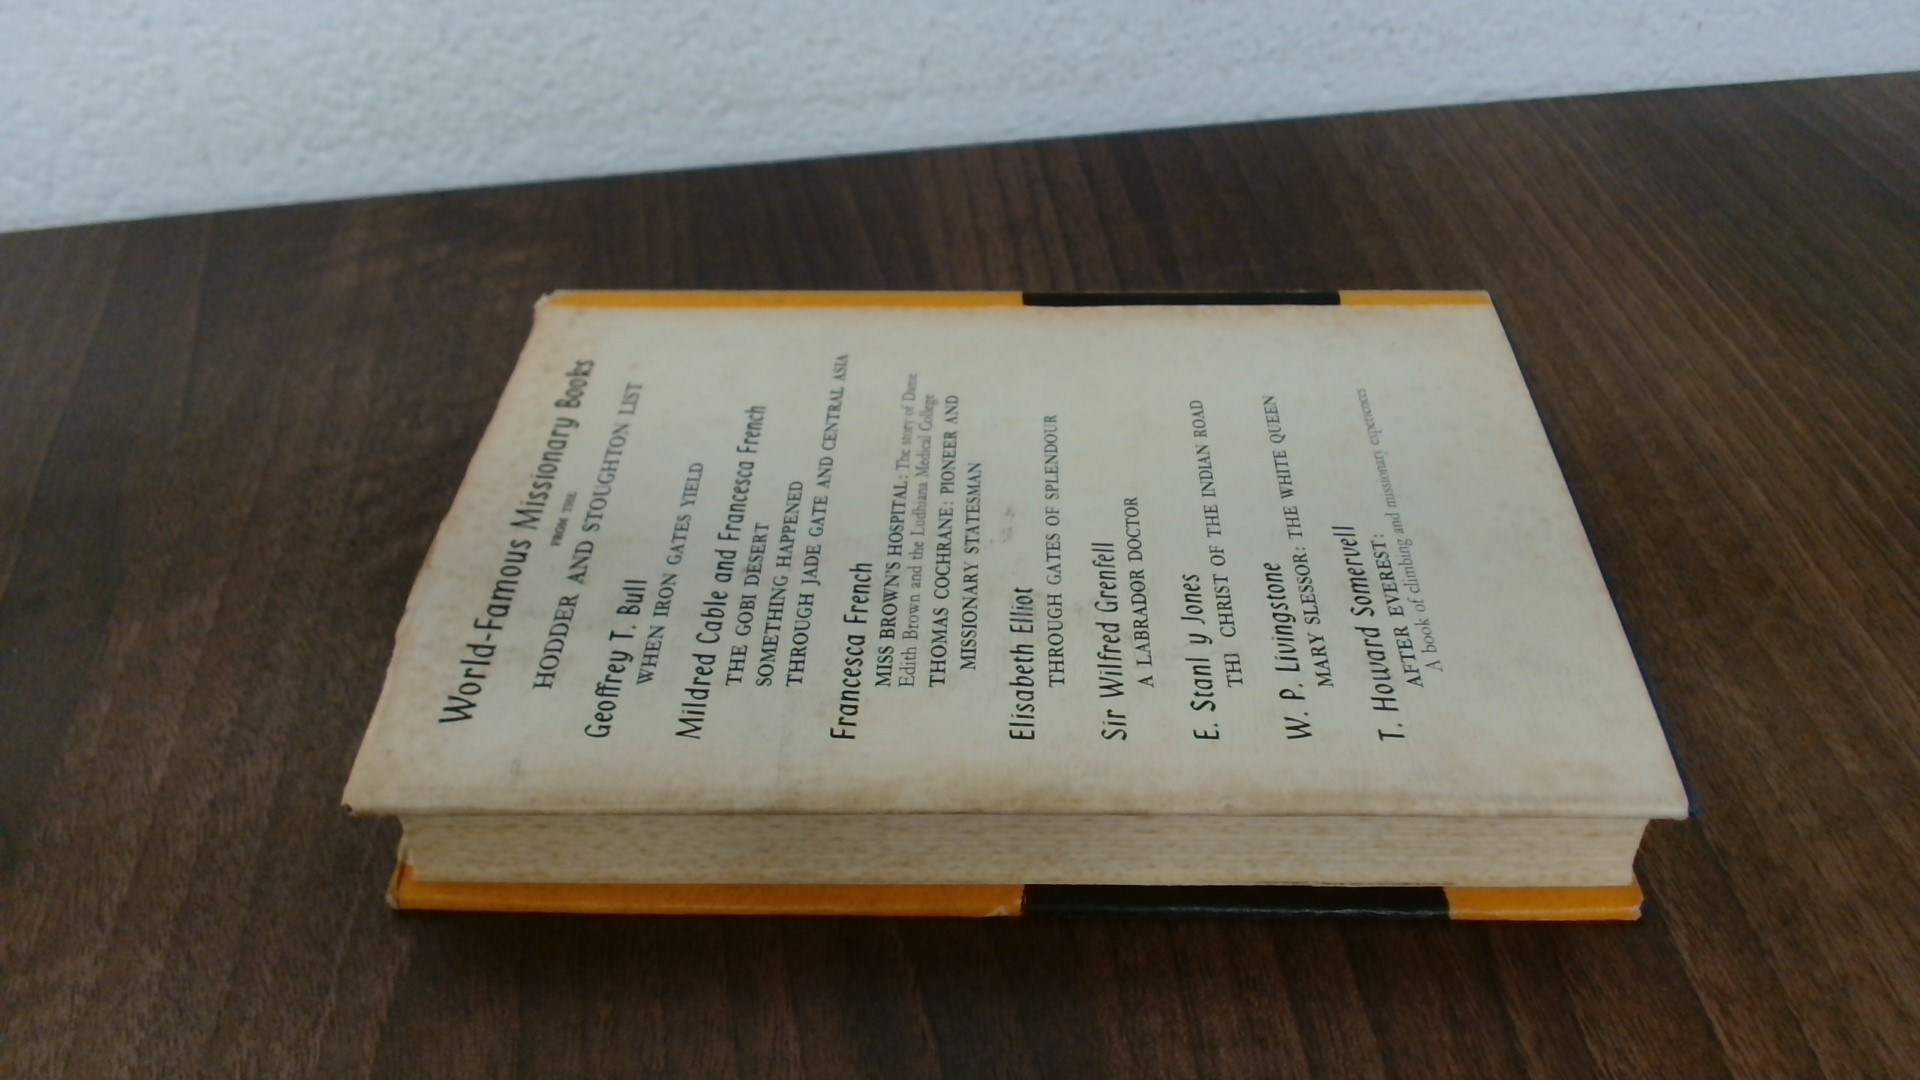 World-Famous Missionary Books
FROM THE
HODDER AND STOUGHTON LIST
Geoffrey T. Bull
WHEN IRON GATES YIELD
Mildred Cable and Francesca French
THE GOBI DESERT
SOMETHING HAPPENED
THROUGH JADE GATE AND CENTRAL ASIA
Francesca French
MISS BROWN'S HOSPITAL: The story of Dame
Edith Brown and the Ludhiana Medical College
THOMAS COCHRANE: PIONEER AND
MISSIONARY STATESMAN
Elisabeth Elliot
THROUGH GATES OF SPLENDOUR
Sir Wilfred Grenfell
A LABRADOR DOCTOR
E. Stanl y Jones
TH CHRIST OF THE INDIAN ROAD
W. P. Livingstone
MARY SLESSOR: THE WHITE QUEEN
T. Howard Somervell
AFTER EVEREST:
A book of climbing and missionary experiences